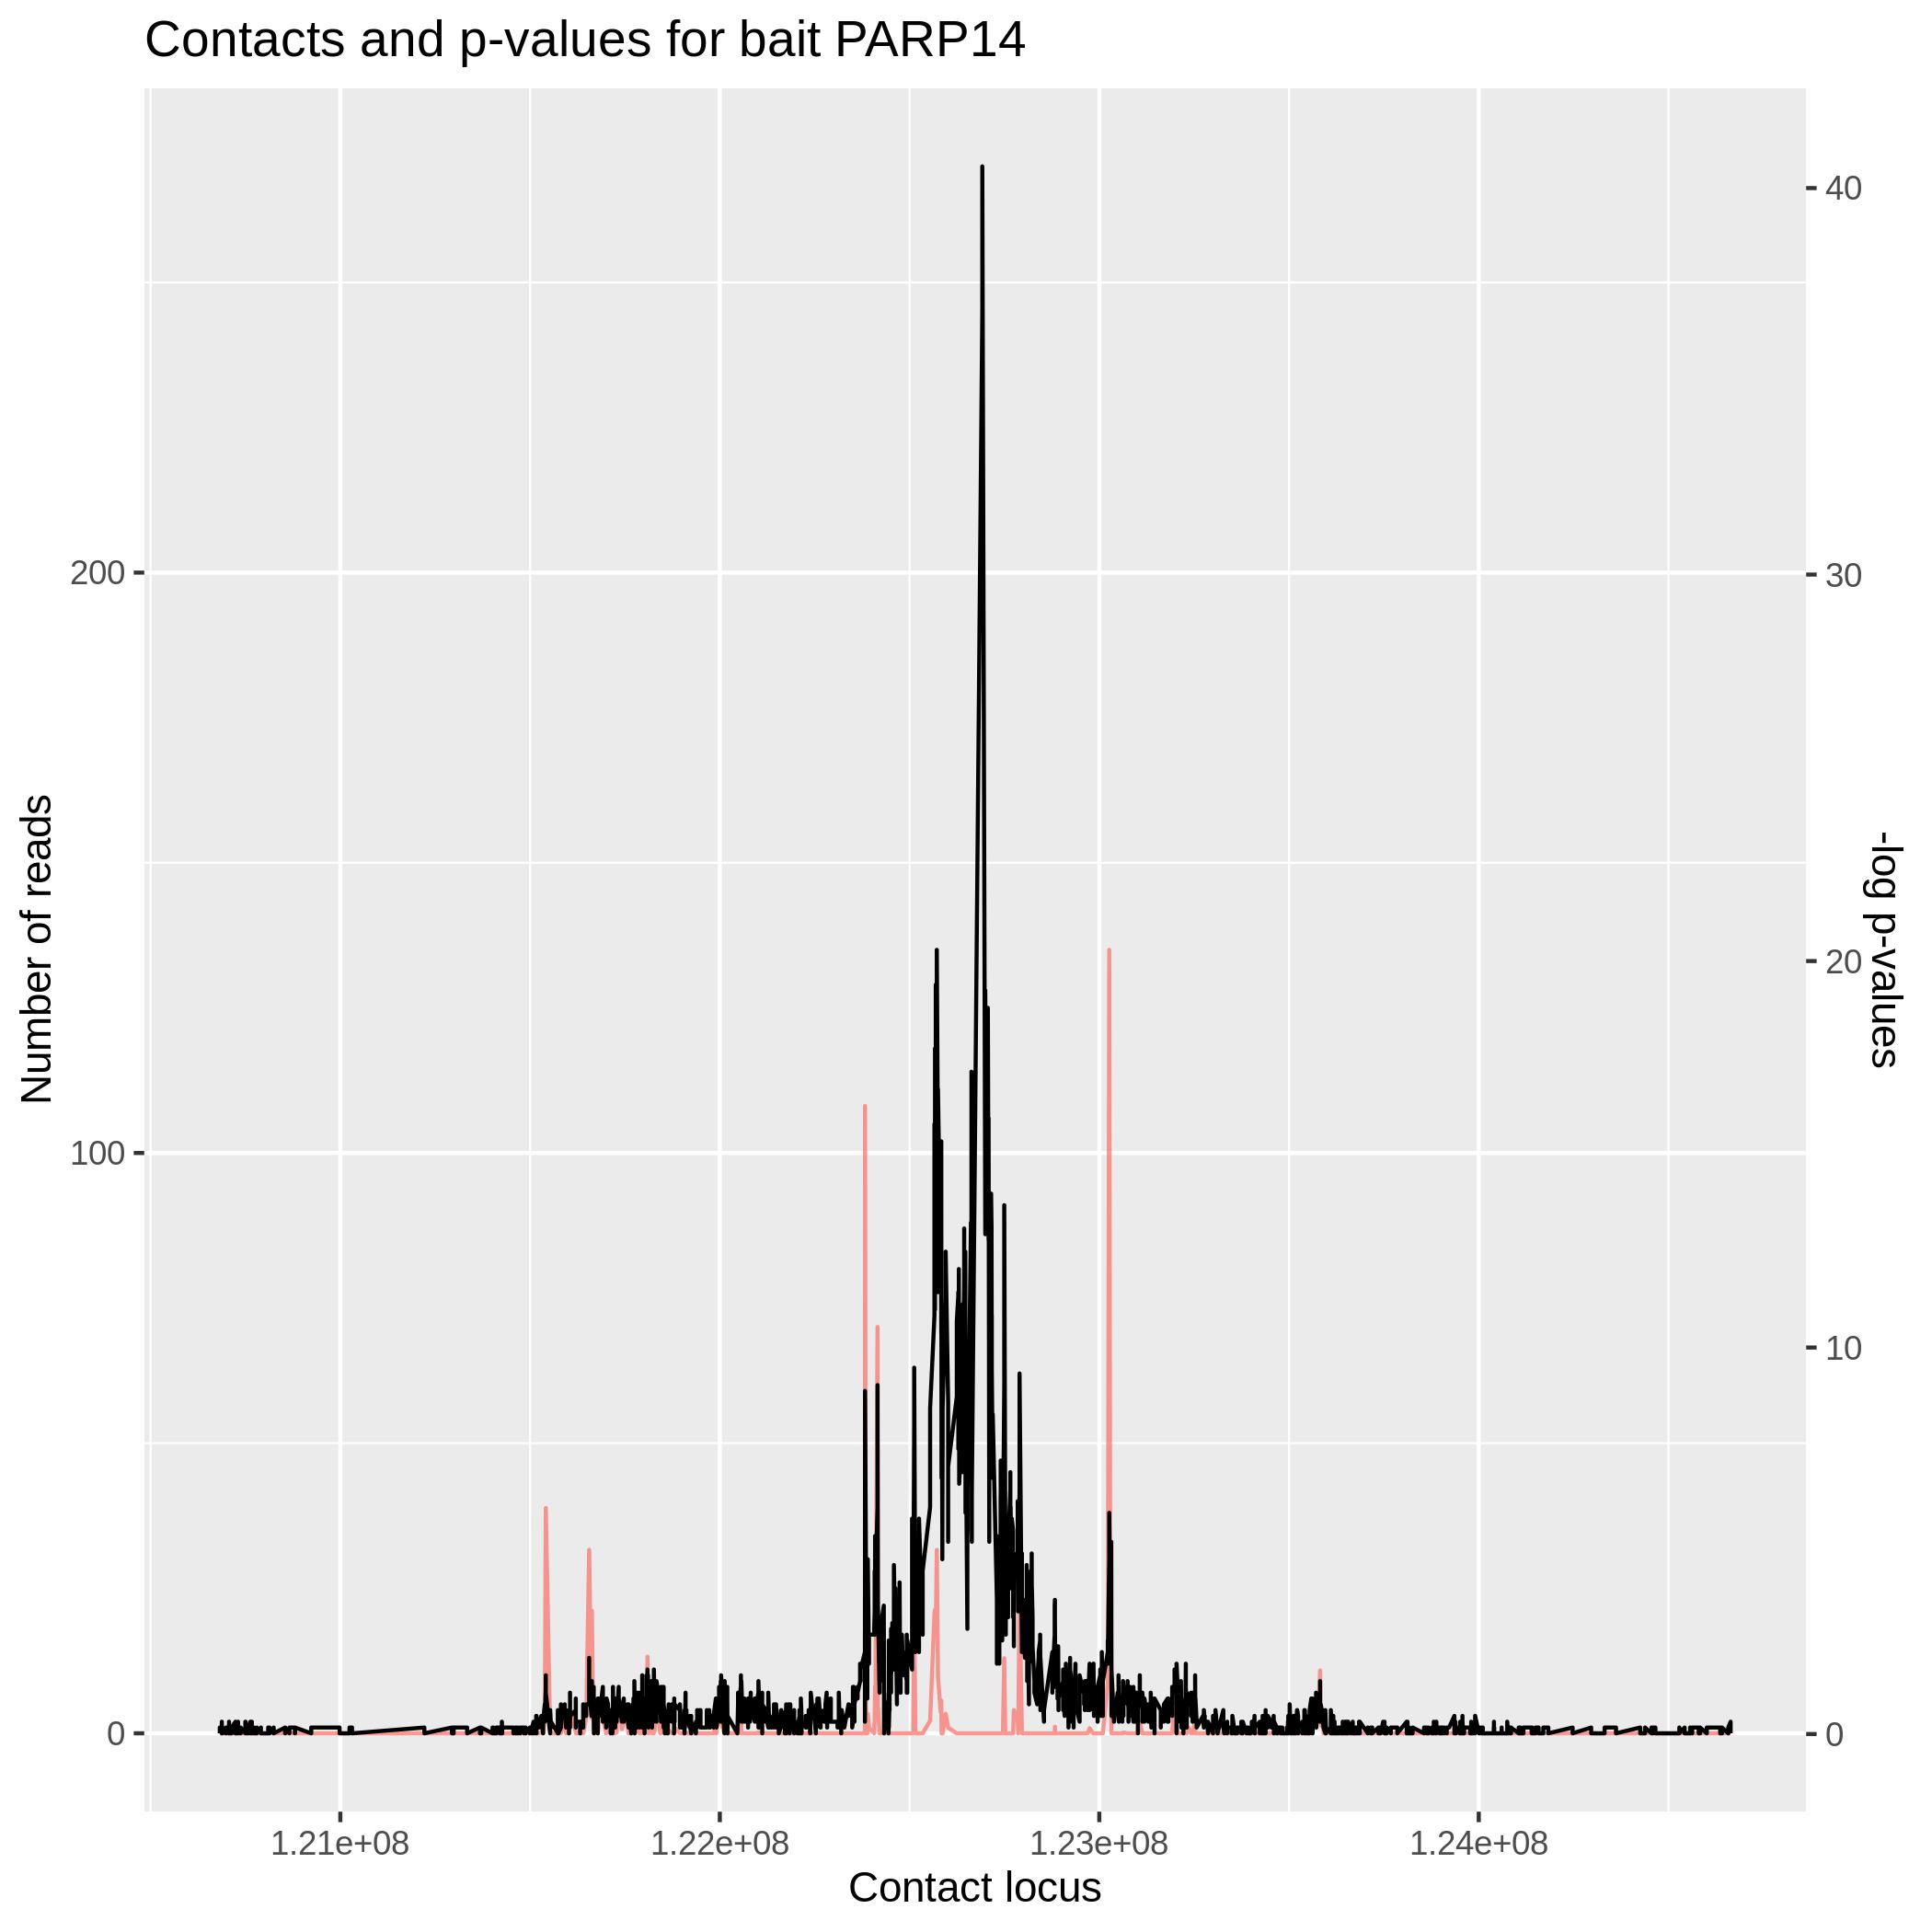 Contacts and p-values for bait PARP14
Number of reads
200
100
0
40
30
20
10
0
-log p-values
1.21e+08
1.22e+08
1.23e+08
1.24e+08
Contact locus